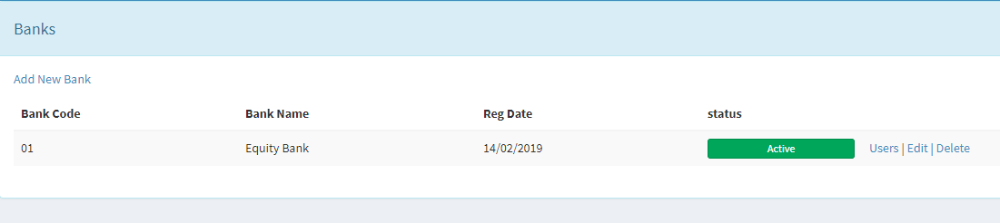 Banks
Add New Bank
Bank Code Bank Name Reg Date status
01 Equity Bank 14/02/2019 Active Users | Edit | Delete